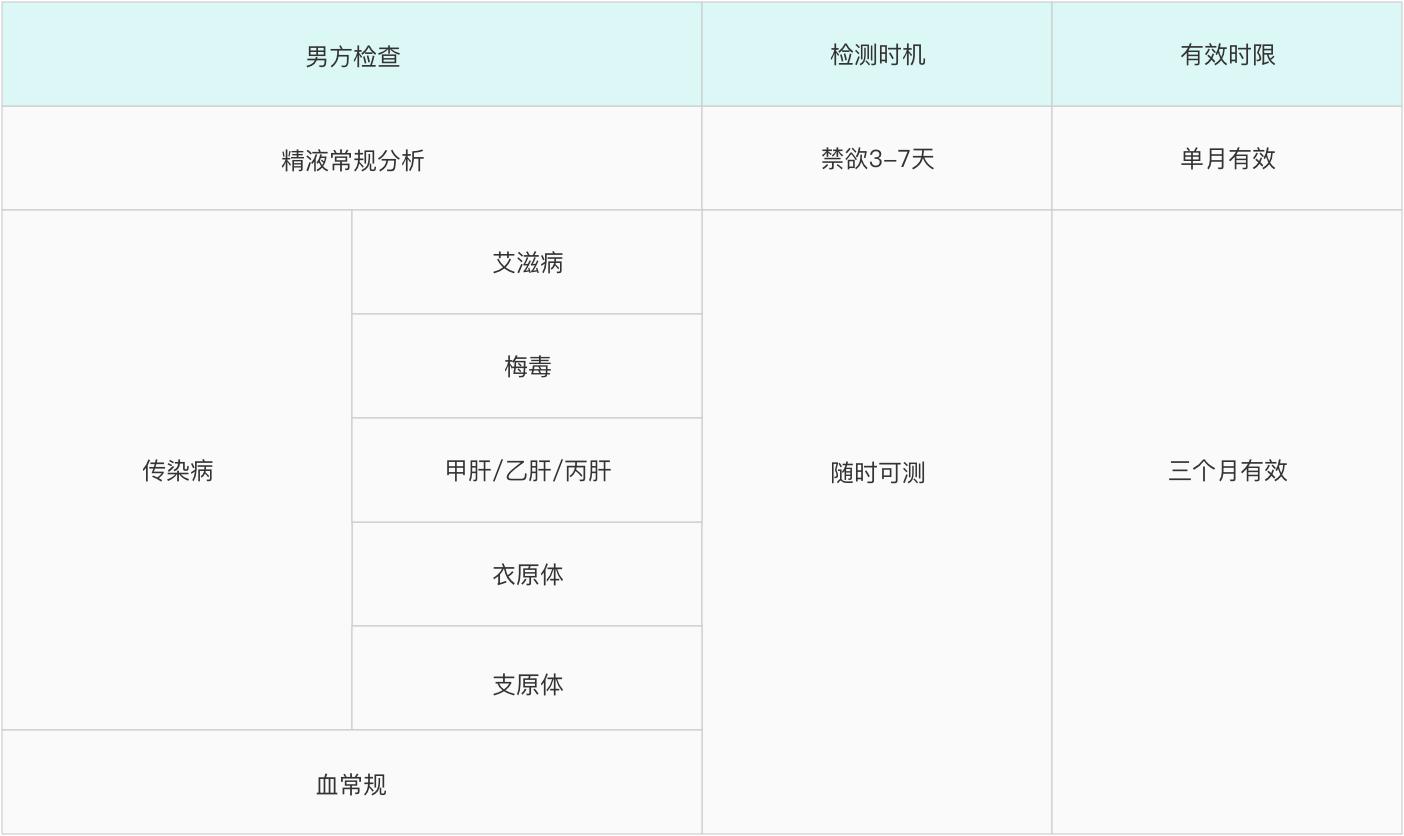 男方检查
检测时机
有效时限
精液常规分析
禁欲3–7天
单月有效
传染病
艾滋病
梅毒
甲肝/乙肝/丙肝
衣原体
支原体
随时可测
三个月有效
血常规